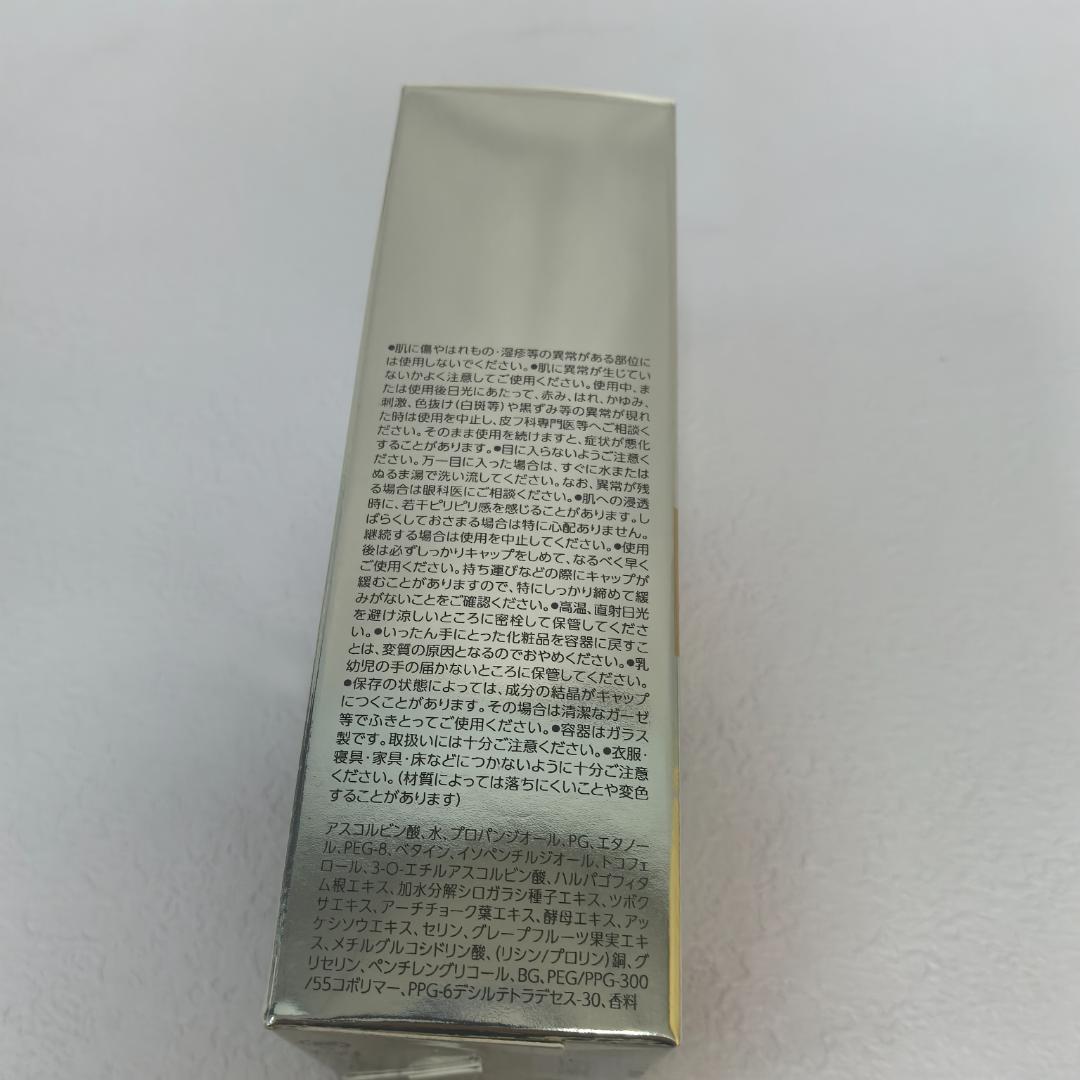 ●肌に傷やはれもの・湿疹等の異常がある部位に
は使用しないでください。●肌に異常が生じてい
ないかよく注意してご使用ください。使用中、ま
たは使用後日光にあたって、赤み、はれ、かゆみ、
刺激、色抜け(白斑等)や黒ずみ等の異常が現れ
た時は使用を中止し、皮フ科専門医等へご相談く
ださい。そのまま使用を続けますと、症状が悪化
することがあります。●目に入らないようご注意く
ださい。万一目に入った場合は、すぐに水または
ぬるま湯で洗い流してください。なお、異常が残
る場合は眼科医にご相談ください。●肌への浸透
時に、若干ピリピリ感を感じることがあります。し
ばらくしておさまる場合は特に心配ありません。
継続する場合は使用を中止してください。●使用
後は必ずしっかりキャップをしめて、なるべく早く
ご使用ください。持ち運びなどの際にキャップが
緩むことがありますので、特にしっかり締めて緩
みがないことをご確認ください。●高温、直射日光
を避け涼しいところに密栓して保管してくださ
い。●いったん手にとった化粧品を容器に戻すこ
とは、変質の原因となるのでおやめください。●乳
幼児の手の届かないところに保管してください。
●保存の状態によっては、成分の結晶がキャップ
につくことがあります。その場合は清潔なガーゼ
等でふきとってご使用ください。●容器はガラス
製です。取扱いには十分ご注意ください。●衣服・
寝具・家具・床などにつかないように十分ご注意
ください。(材質によっては落ちにくいことや変色
することがあります)
アスコルビン酸、水、プロパンジオール、PG、エタノー
ル、PEG-8、ベタイン、イソペンチルジオール、トコフェ
ロール、3-O-エチルアスコルビン酸、ハルパゴフィタ
ム根エキス、加水分解シロガラシ種子エキス、ツボク
サエキス、アーチチョーク葉エキス、酵母エキス、アッ
ケシソウエキス、セリン、グレープフルーツ果実エキ
ス、メチルグルコシドリン酸、(リシン/プロリン)銅、グ
リセリン、ペンチレングリコール、BG、PEG/PPG-300
/55コポリマー、PPG-6デシルテトラデセス-30、香料